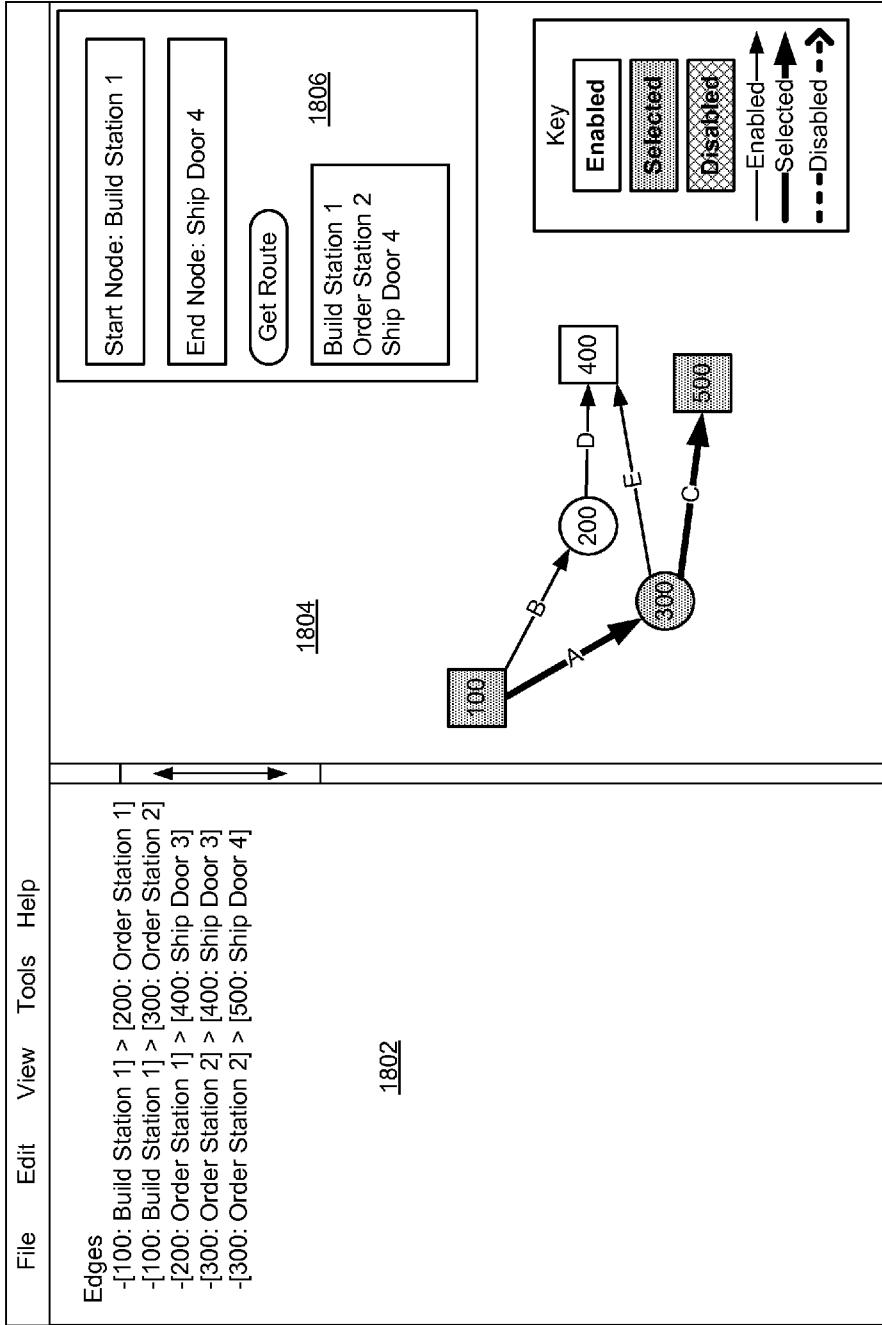 File Edit View Tools Help
Edges
-[100: Build Station 1] > [200: Order Station 1]
-[100: Build Station 1] > [300: Order Station 2]
-[200: Order Station 1] > [400: Ship Door 3]
-[300: Order Station 2] > [400: Ship Door 3]
-[300: Order Station 2] > [500: Ship Door 4]
1802
1804
Start Node: Build Station 1
End Node: Ship Door 4
Get Route
Build Station 1
Order Station 2
Ship Door 4
1806
100
B
A
200
300
D
E
C
400
500
Key
Enabled
Selected
Disabled
Enabled
Selected
Disabled